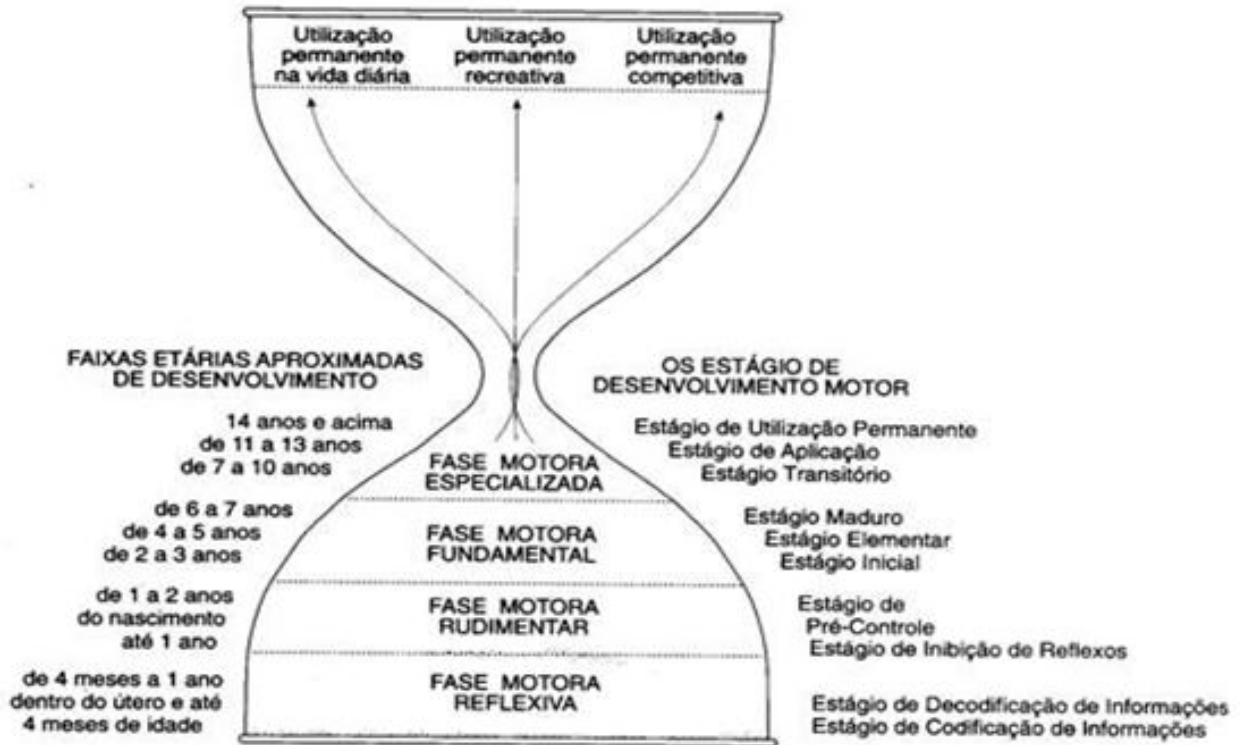 Utilização
permanente
na vida diária
Utilização
permanente
recreativa
Utilização
permanente
competitiva
FAIXAS ETÁRIAS APROXIMADAS
DE DESENVOLVIMENTO
14 anos e acima
de 11 a 13 anos
de 7 a 10 anos
de 6 a 7 anos
de 4 a 5 anos
de 2 a 3 anos
de 1 a 2 anos
do nascimento
até 1 ano
de 4 meses a 1 ano
dentro do útero e até
4 meses de idade
FASE MOTORA
ESPECIALIZADA
FASE MOTORA
FUNDAMENTAL
FASE MOTORA
RUDIMENTAR
FASE MOTORA
REFLEXIVA
OS ESTÁGIO DE
DESENVOLVIMENTO MOTOR
Estágio de Utilização Permanente
Estágio de Aplicação
Estágio Transitório
Estágio Maduro
Estágio Elementar
Estágio Inicial
Estágio de
Pré-Controle
Estágio de Inibição de Reflexos
Estágio de Decodificação de Informações
Estágio de Codificação de Informações